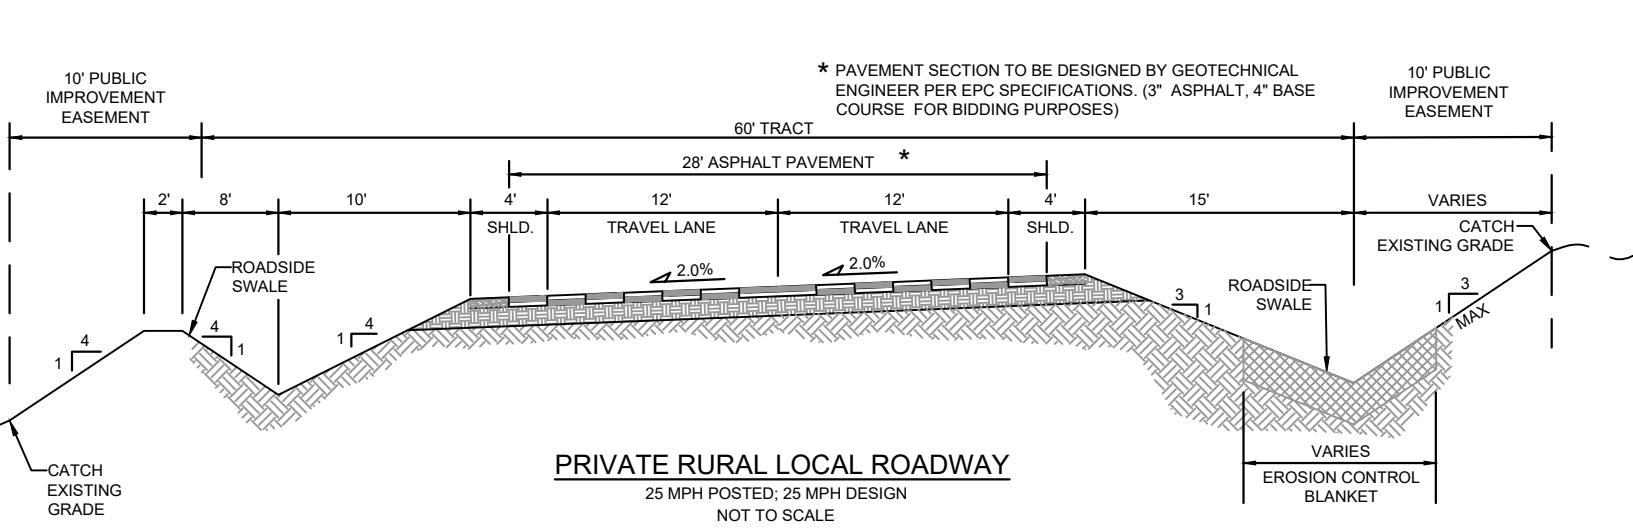 10' PUBLIC
IMPROVEMENT
EASEMENT
* PAVEMENT SECTION TO BE DESIGNED BY GEOTECHNICAL
ENGINEER PER EPC SPECIFICATIONS. (3" ASPHALT, 4" BASE
COURSE FOR BIDDING PURPOSES)
10' PUBLIC
IMPROVEMENT
EASEMENT
60' TRACT
28' ASPHALT PAVEMENT *
2'
8'
10'
4'
12'
12'
4'
15'
VARIES
SHLD.
TRAVEL LANE
TRAVEL LANE
SHLD.
CATCH
EXISTING GRADE
ROADSIDE
SWALE
2.0%
2.0%
ROADSIDE
SWALE
4
1
4
1
4
1
3
1
3
1
MAX
CATCH
EXISTING
GRADE
VARIES
EROSION CONTROL
BLANKET
PRIVATE RURAL LOCAL ROADWAY
25 MPH POSTED; 25 MPH DESIGN
NOT TO SCALE